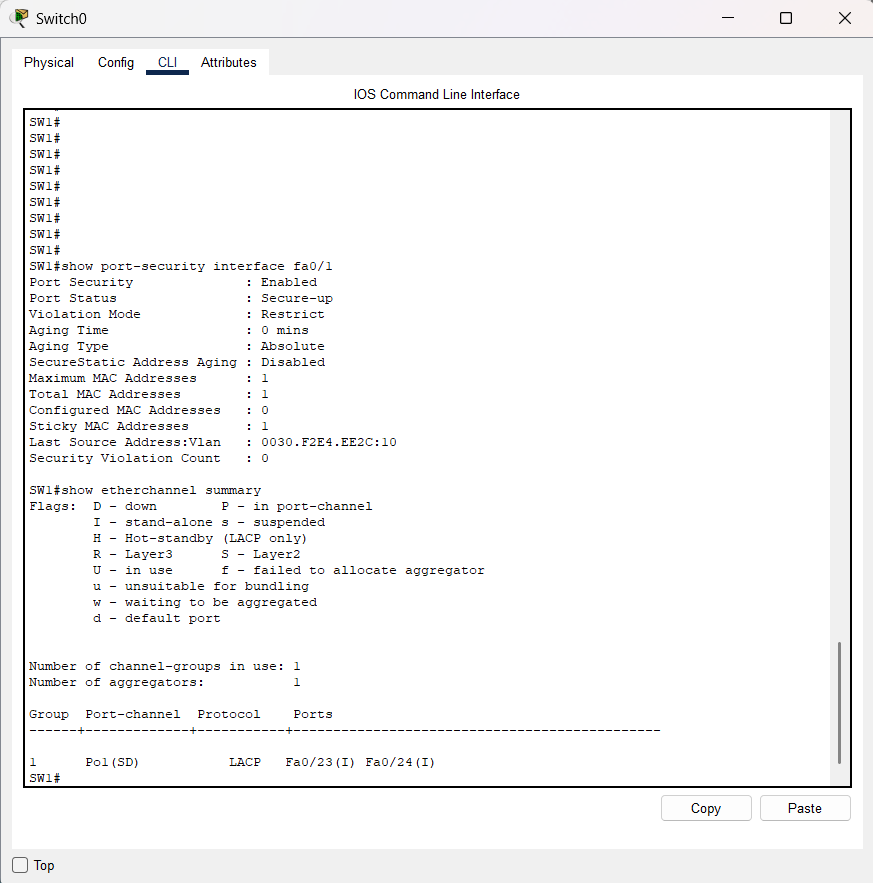 Switch0
Physical Config CLI Attributes
IOS Command Line Interface
SW1#
SW1#
SW1#
SW1#
SW1#
SW1#
SW1#
SW1#
SW1#
SW1#show port-security interface fa0/1
Port Security              : Enabled
Port Status                : Secure-up
Violation Mode             : Restrict
Aging Time                 : 0 mins
Aging Type                 : Absolute
SecureStatic Address Aging : Disabled
Maximum MAC Addresses      : 1
Total MAC Addresses        : 1
Configured MAC Addresses   : 0
Sticky MAC Addresses       : 1
Last Source Address:Vlan   : 0030.F2E4.EE2C:10
Security Violation Count   : 0
SW1#show etherchannel summary
Flags:  D - down        P - in port-channel
        I - stand-alone s - suspended
        H - Hot-standby (LACP only)
        R - Layer3      S - Layer2
        U - in use      f - failed to allocate aggregator
        u - unsuitable for bundling
        w - waiting to be aggregated
        d - default port
Number of channel-groups in use: 1
Number of aggregators:           1
Group  Port-channel  Protocol    Ports
------+-------------+-----------+----------------------------------------------
1      Po1(SD)           LACP   Fa0/23(I) Fa0/24(I)
SW1#
Copy Paste
Top